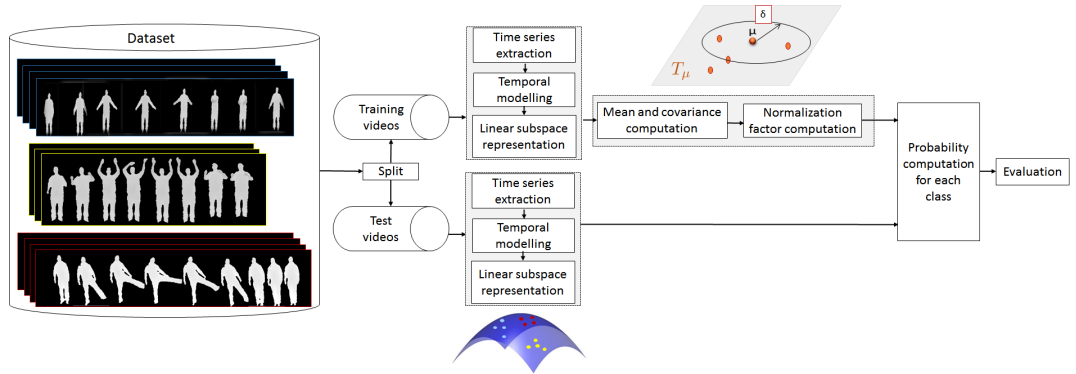 Dataset
Training
videos
Split
Test
videos
Time series
extraction
Temporal
modelling
Linear subspace
representation
Time series
extraction
Temporal
modelling
Linear subspace
representation
δ
μ
Tμ
Mean and covariance
computation
Normalization
factor computation
Probability
computation
for each
class
Evaluation